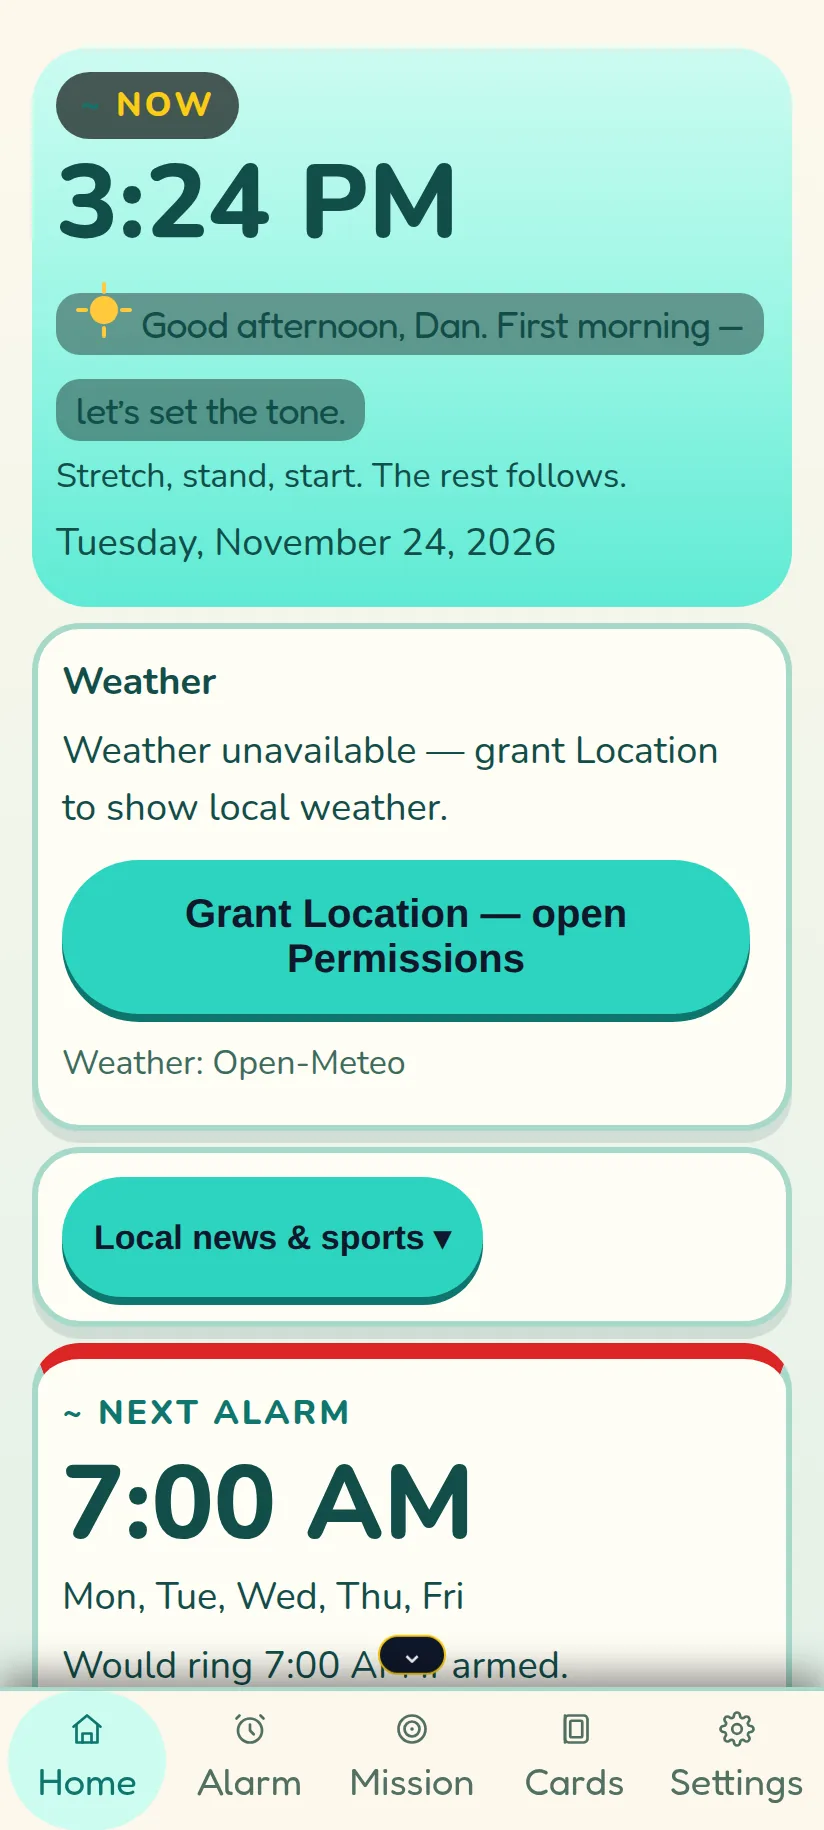 ~ NOW
3:24 PM
Good afternoon, Dan. First morning –
let's set the tone.
Stretch, stand, start. The rest follows.
Tuesday, November 24, 2026
Weather
Weather unavailable — grant Location
to show local weather.
Grant Location — open
Permissions
Weather: Open-Meteo
Local news & sports ▾
~ NEXT ALARM
7:00 AM
Mon, Tue, Wed, Thu, Fri
Would ring 7:00 armed.
Home
Alarm
Mission
Cards
Settings